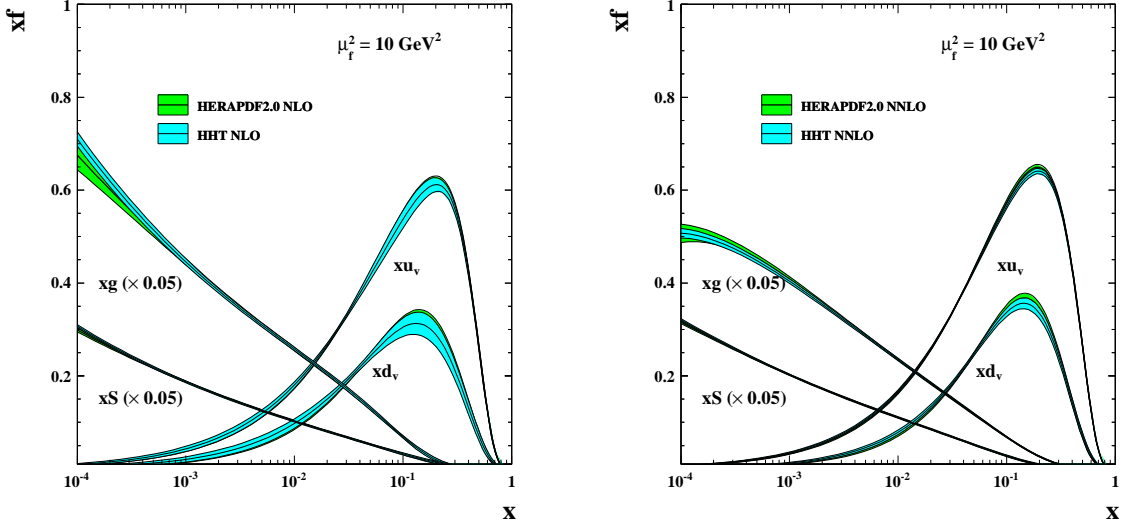 xf
1
μ_f^2 = 10 GeV^2
0.8
HERAPDF2.0 NLO
HHT NLO
0.6
0.4
xg (× 0.05)
xu_v
0.2
xS (× 0.05)
xd_v
10^-4
10^-3
10^-2
10^-1
1
x
xf
1
μ_f^2 = 10 GeV^2
0.8
HERAPDF2.0 NNLO
HHT NNLO
0.6
0.4
xg (× 0.05)
xu_v
0.2
xS (× 0.05)
xd_v
10^-4
10^-3
10^-2
10^-1
1
x